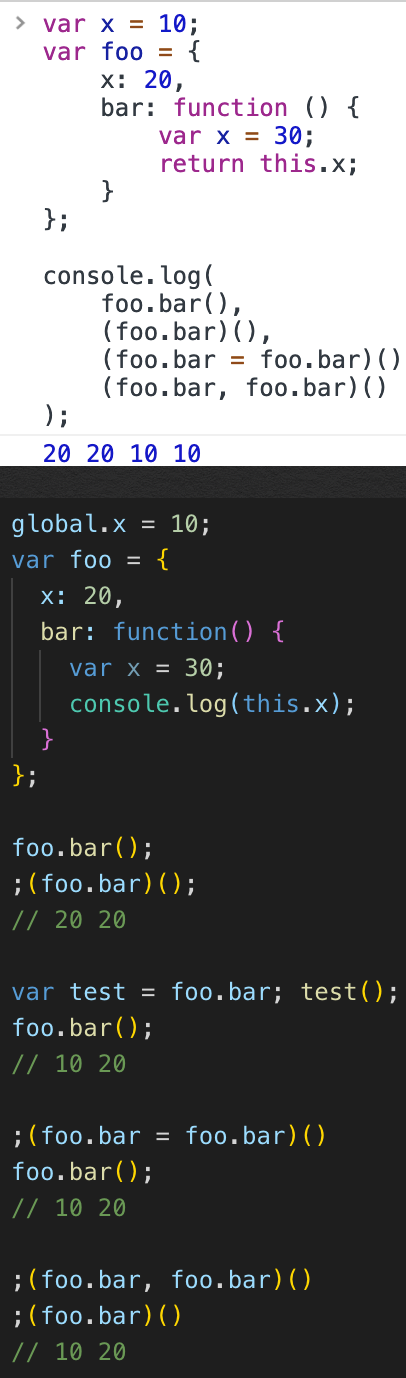 > var x = 10;
var foo = {
    x: 20,
    bar: function () {
        var x = 30;
        return this.x;
    }
};

console.log(
    foo.bar(),
    (foo.bar)(),
    (foo.bar = foo.bar)()
    (foo.bar, foo.bar)()
);
20 20 10 10
global.x = 10;
var foo = {
  x: 20,
  bar: function() {
    var x = 30;
    console.log(this.x);
  }
};

foo.bar();
;(foo.bar)();
// 20 20

var test = foo.bar; test();
foo.bar();
// 10 20

;(foo.bar = foo.bar)()
foo.bar();
// 10 20

;(foo.bar, foo.bar)()
;(foo.bar)()
// 10 20